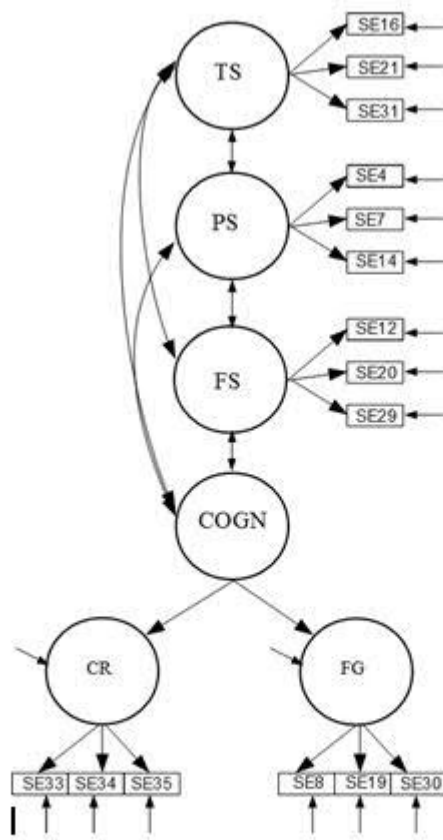 SE16
TS
SE21
SE31
SE4
PS
SE7
SE14
SE12
FS
SE20
SE29
COGN
CR
FG
SE33 SE34 SE35
SE8 SE19 SE30